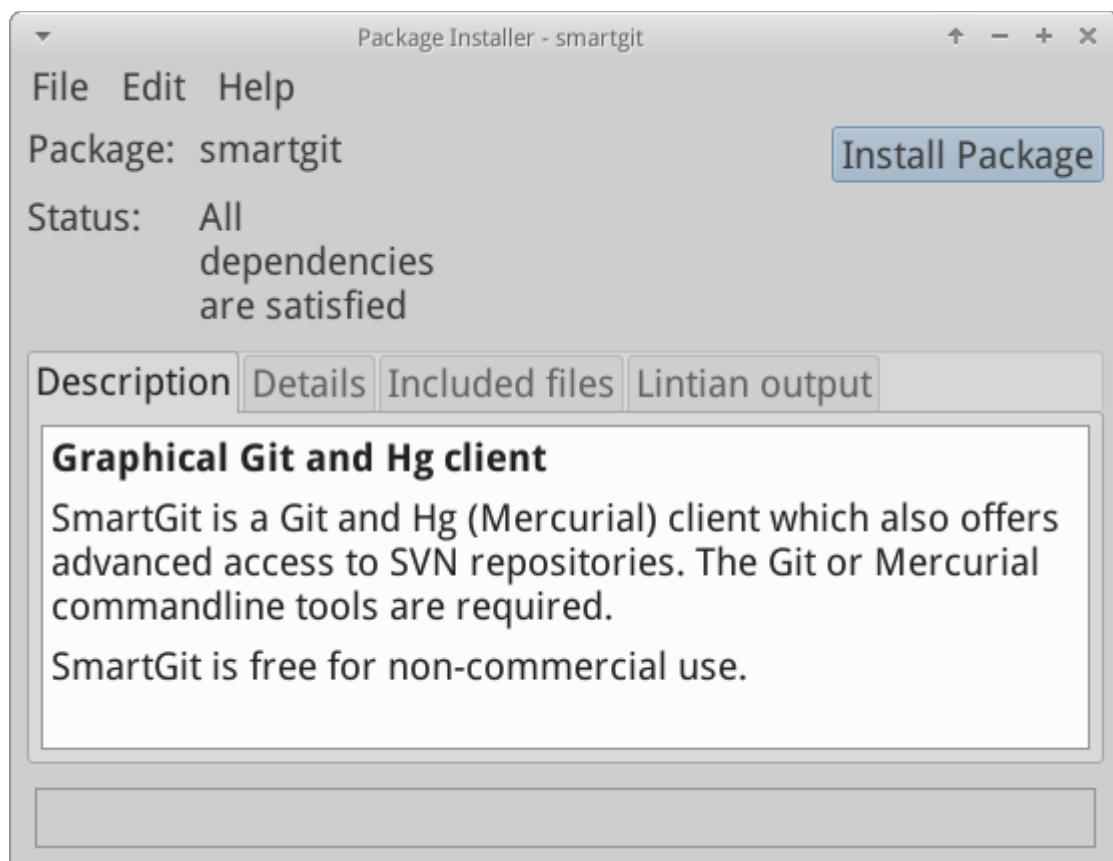 Package Installer - smartgit
File Edit Help
Package: smartgit
Install Package
Status: All
dependencies
are satisfied
Description Details Included files Lintian output
Graphical Git and Hg client
SmartGit is a Git and Hg (Mercurial) client which also offers
advanced access to SVN repositories. The Git or Mercurial
commandline tools are required.
SmartGit is free for non-commercial use.